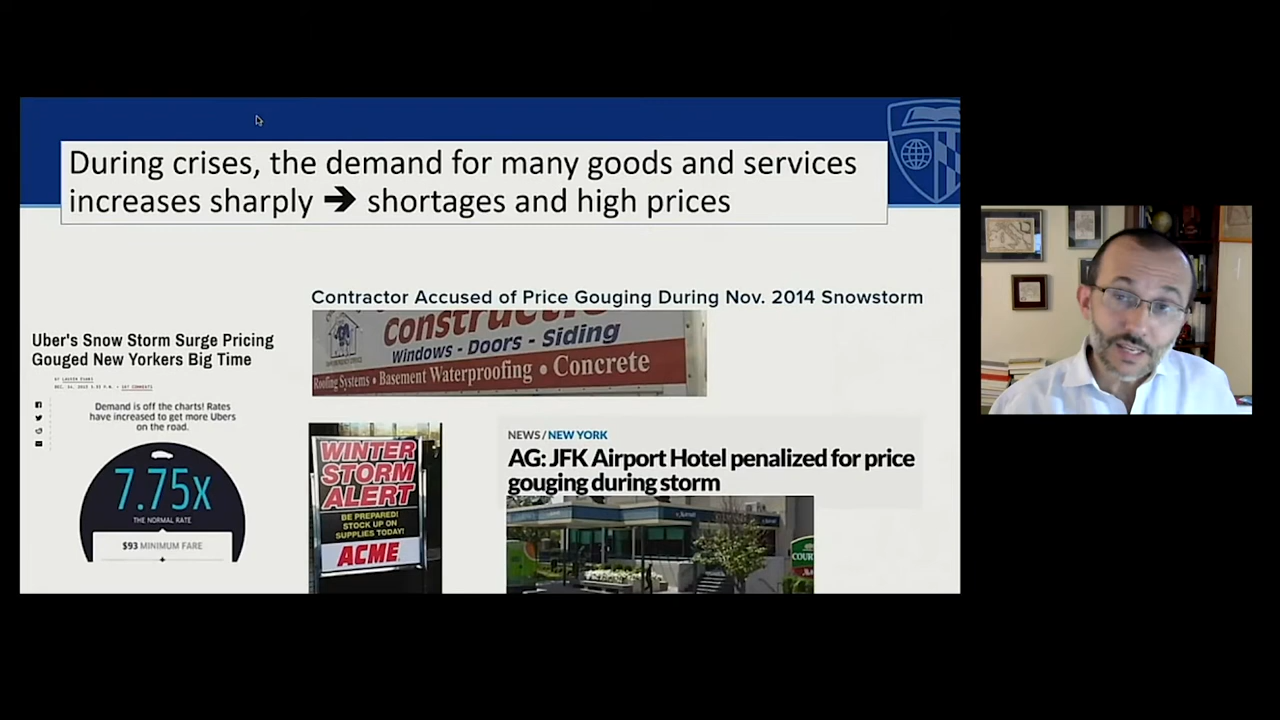 During crises, the demand for many goods and services
increases sharply ➔ shortages and high prices
Contractor Accused of Price Gouging During Nov. 2014 Snowstorm
Uber's Snow Storm Surge Pricing
Gouged New Yorkers Big Time
Demand is off the charts! Rates
have increased to get more Ubers
on the road.
7.75x
THE NORMAL RATE
$93 MINIMUM FARE
Windows - Doors - Siding
Roofing Systems • Basement Waterproofing • Concrete
WINTER
STORM
ALERT
BE PREPARED!
STOCK UP ON
SUPPLIES TODAY!
ACME
NEWS / NEW YORK
AG: JFK Airport Hotel penalized for price
gouging during storm